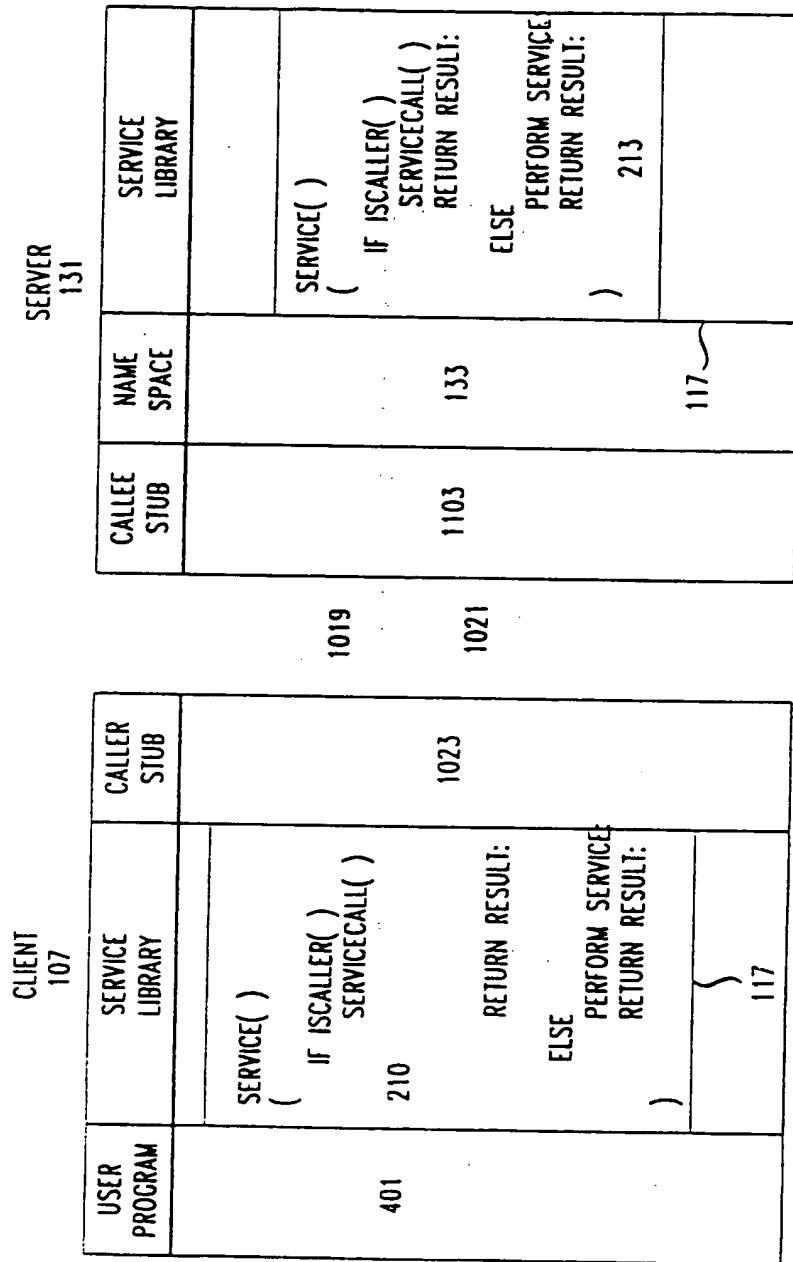 CLIENT
107
USER
PROGRAM
SERVICE
LIBRARY
CALLER
STUB
401
SERVICE( )
(
IF ISCALLER( )
SERVICECALL( )
210
RETURN RESULT:
ELSE
PERFORM SERVICE:
RETURN RESULT:
)
117
1023
1019
1021
SERVER
131
CALLEE
STUB
NAME
SPACE
SERVICE
LIBRARY
1103
133
117
SERVICE( )
(
IF ISCALLER( )
SERVICECALL( )
RETURN RESULT:
ELSE
PERFORM SERVICE:
RETURN RESULT:
213
)